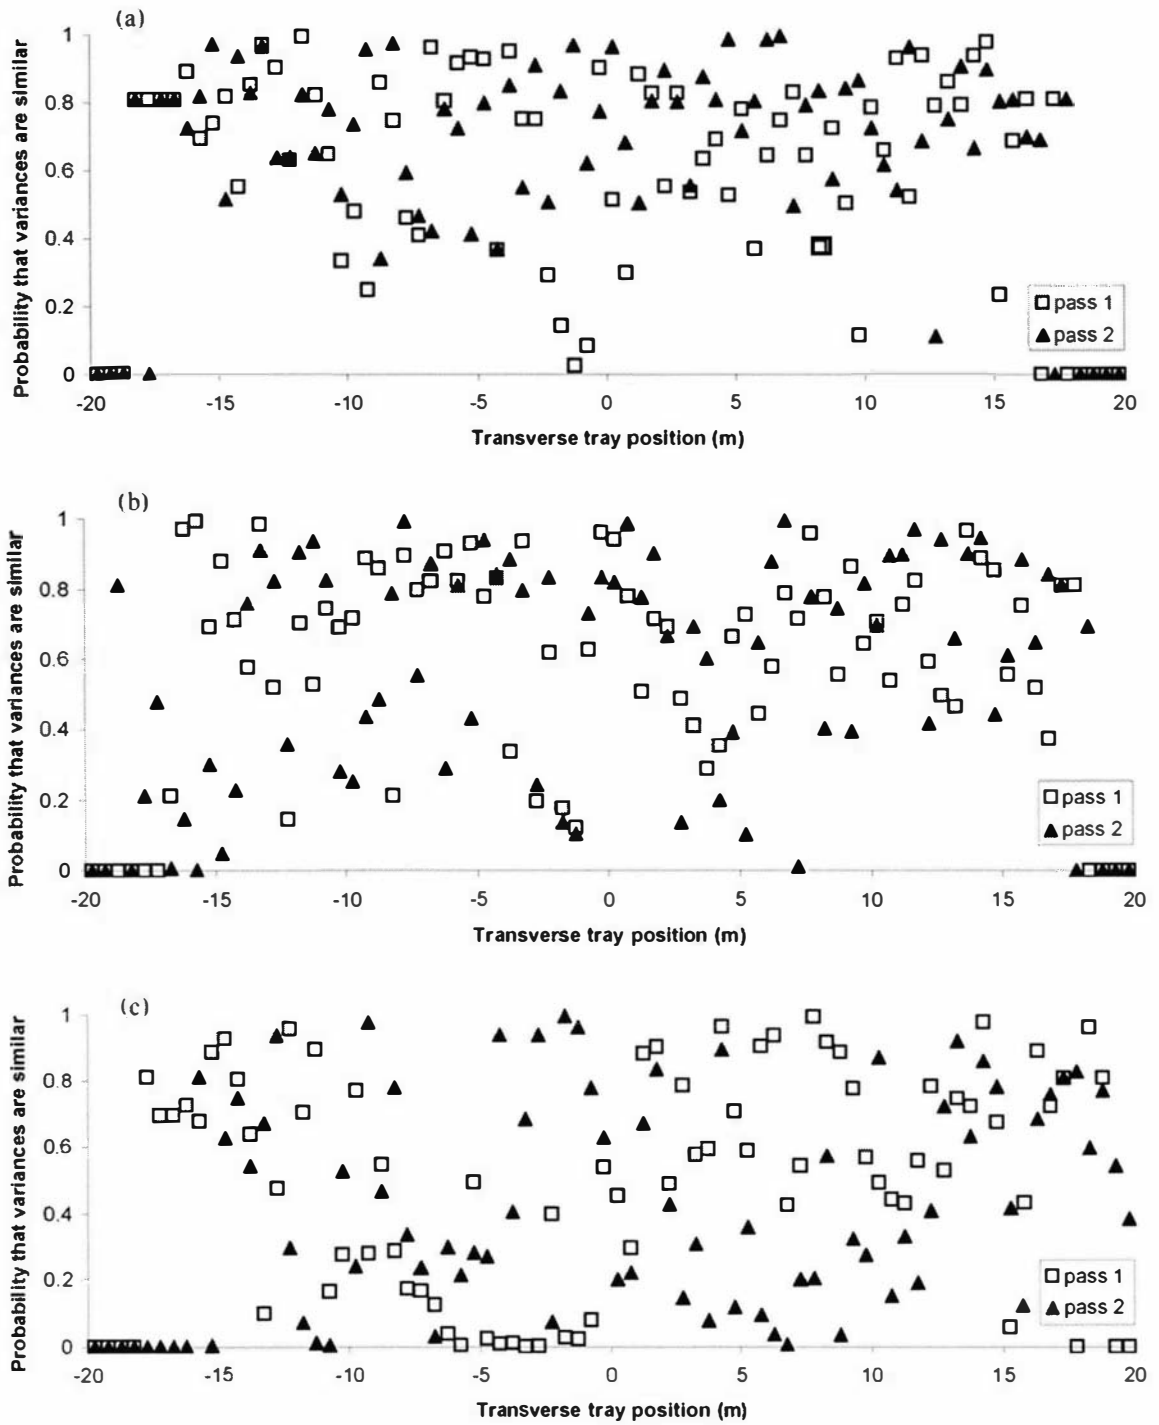 (a)
Probability that variances are similar
1
0.8
0.6
0.4
0.2
0
-20 -15 -10 -5 0 5 10 15 20
Transverse tray position (m)
pass 1
pass 2
(b)
Probability that variances are similar
1
0.8
0.6
0.4
0.2
0
-20 -15 -10 -5 0 5 10 15 20
Transverse tray position (m)
pass 1
pass 2
(c)
Probability that variances are similar
1
0.8
0.6
0.4
0.2
0
-20 -15 -10 -5 0 5 10 15 20
Transverse tray position (m)
pass 1
pass 2